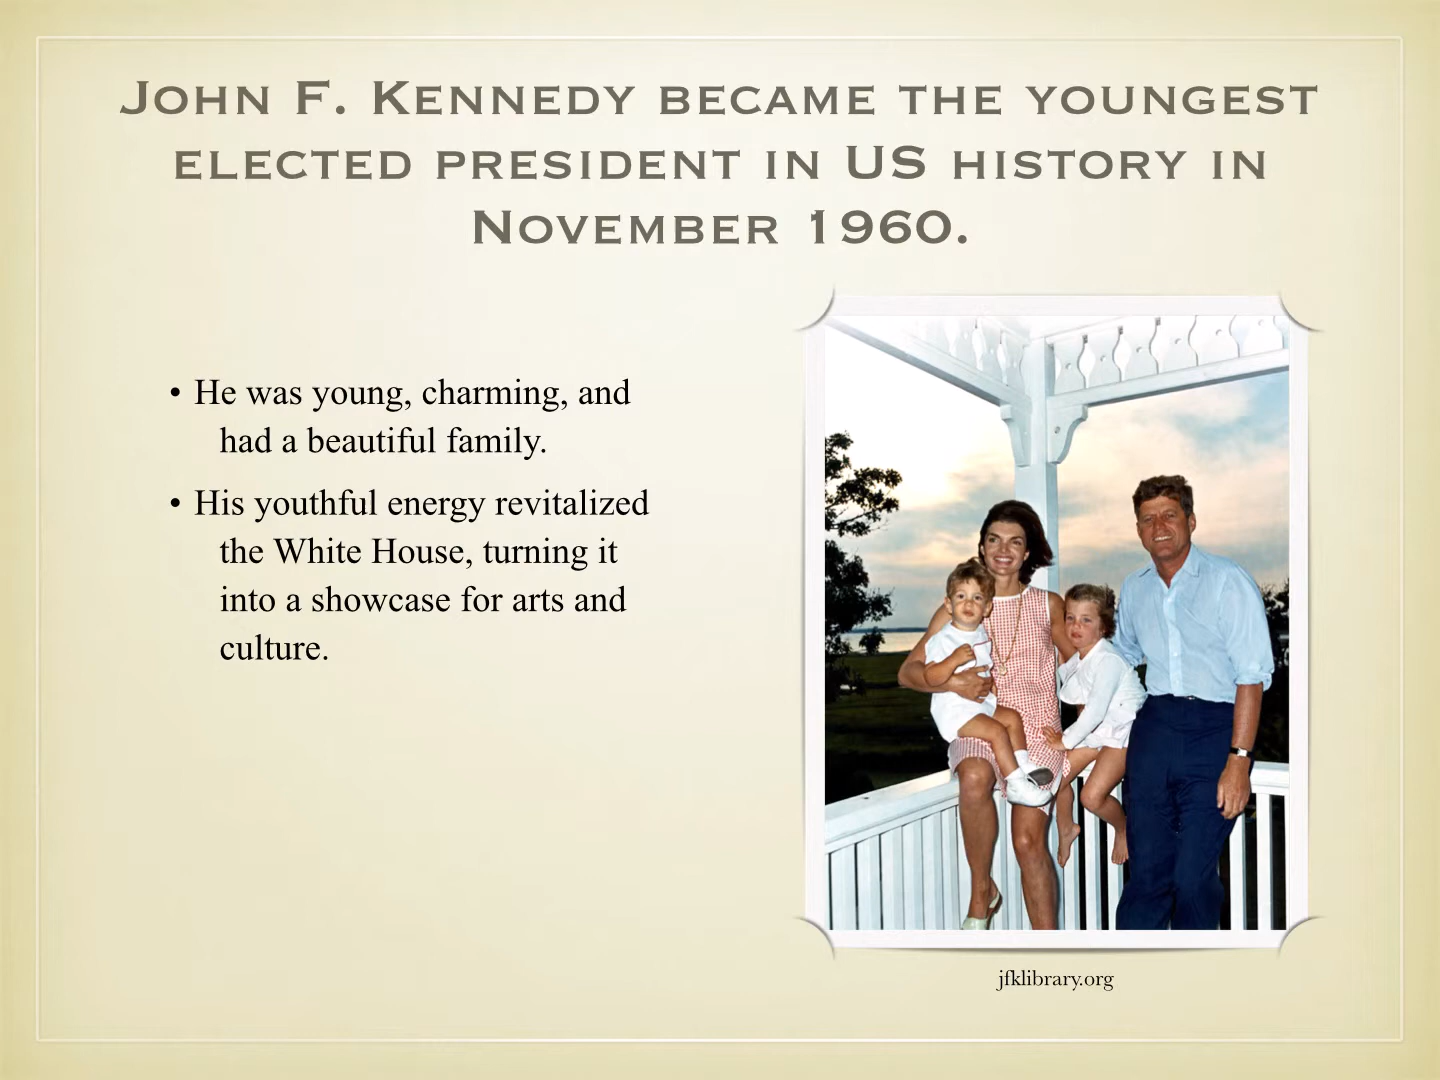 John F. Kennedy became the youngest
elected president in US history in
November 1960.
• He was young, charming, and
had a beautiful family.
• His youthful energy revitalized
the White House, turning it
into a showcase for arts and
culture.
jfklibrary.org